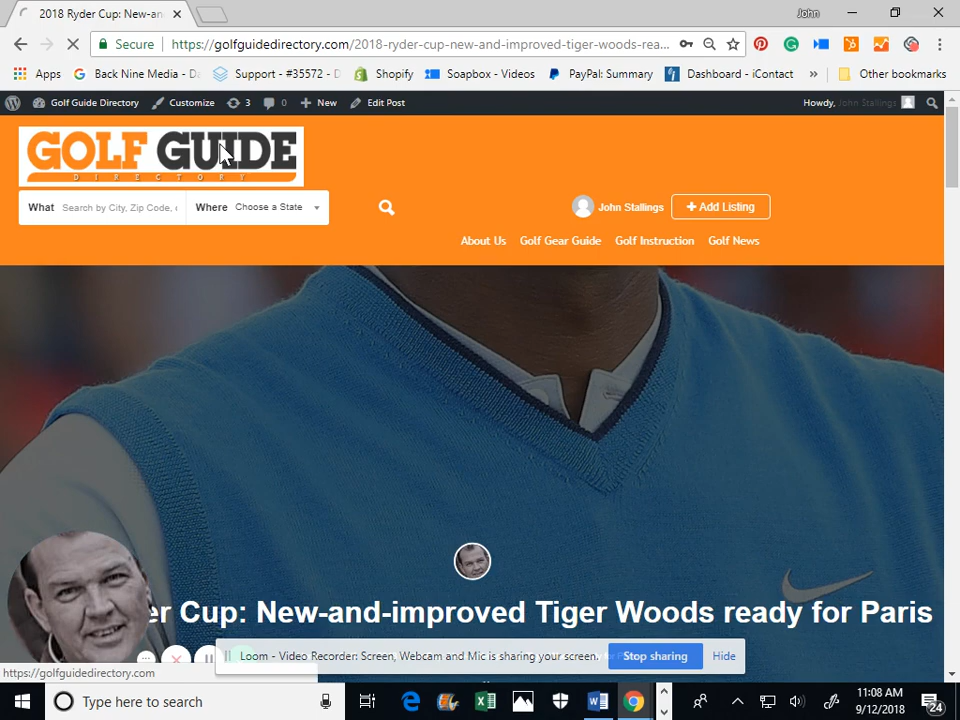 2018 Ryder Cup: New-an
John
Secure https://golfguidedirectory.com/2018-ryder-cup-new-and-improved-tiger-woods-rea...
Apps Back Nine Media - Da Support - #35572 - D Shopify Soapbox - Videos PayPal: Summary Dashboard - iContact » Other bookmarks
Golf Guide Directory Customize 3 0 New Edit Post Howdy, John Stallings
GOLF GUIDE
DIRECTORY
What Search by City, Zip Code, c Where Choose a State
John Stallings + Add Listing
About Us Golf Gear Guide Golf Instruction Golf News
er Cup: New-and-improved Tiger Woods ready for Paris
Loom - Video Recorder: Screen, Webcam and Mic is sharing your screen. Stop sharing Hide
https://golfguidedirectory.com
Type here to search
11:08 AM
9/12/2018
24